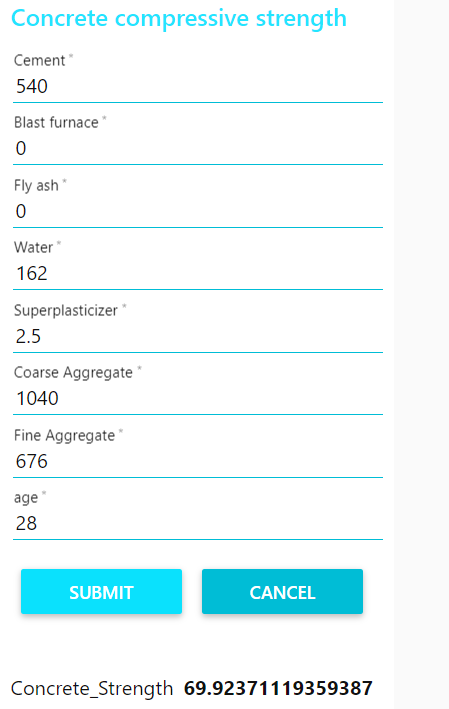 Concrete compressive strength
Cement *
540
Blast furnace *
0
Fly ash *
0
Water *
162
Superplasticizer *
2.5
Coarse Aggregate *
1040
Fine Aggregate *
676
age *
28
SUBMIT CANCEL
Concrete_Strength 69.92371119359387